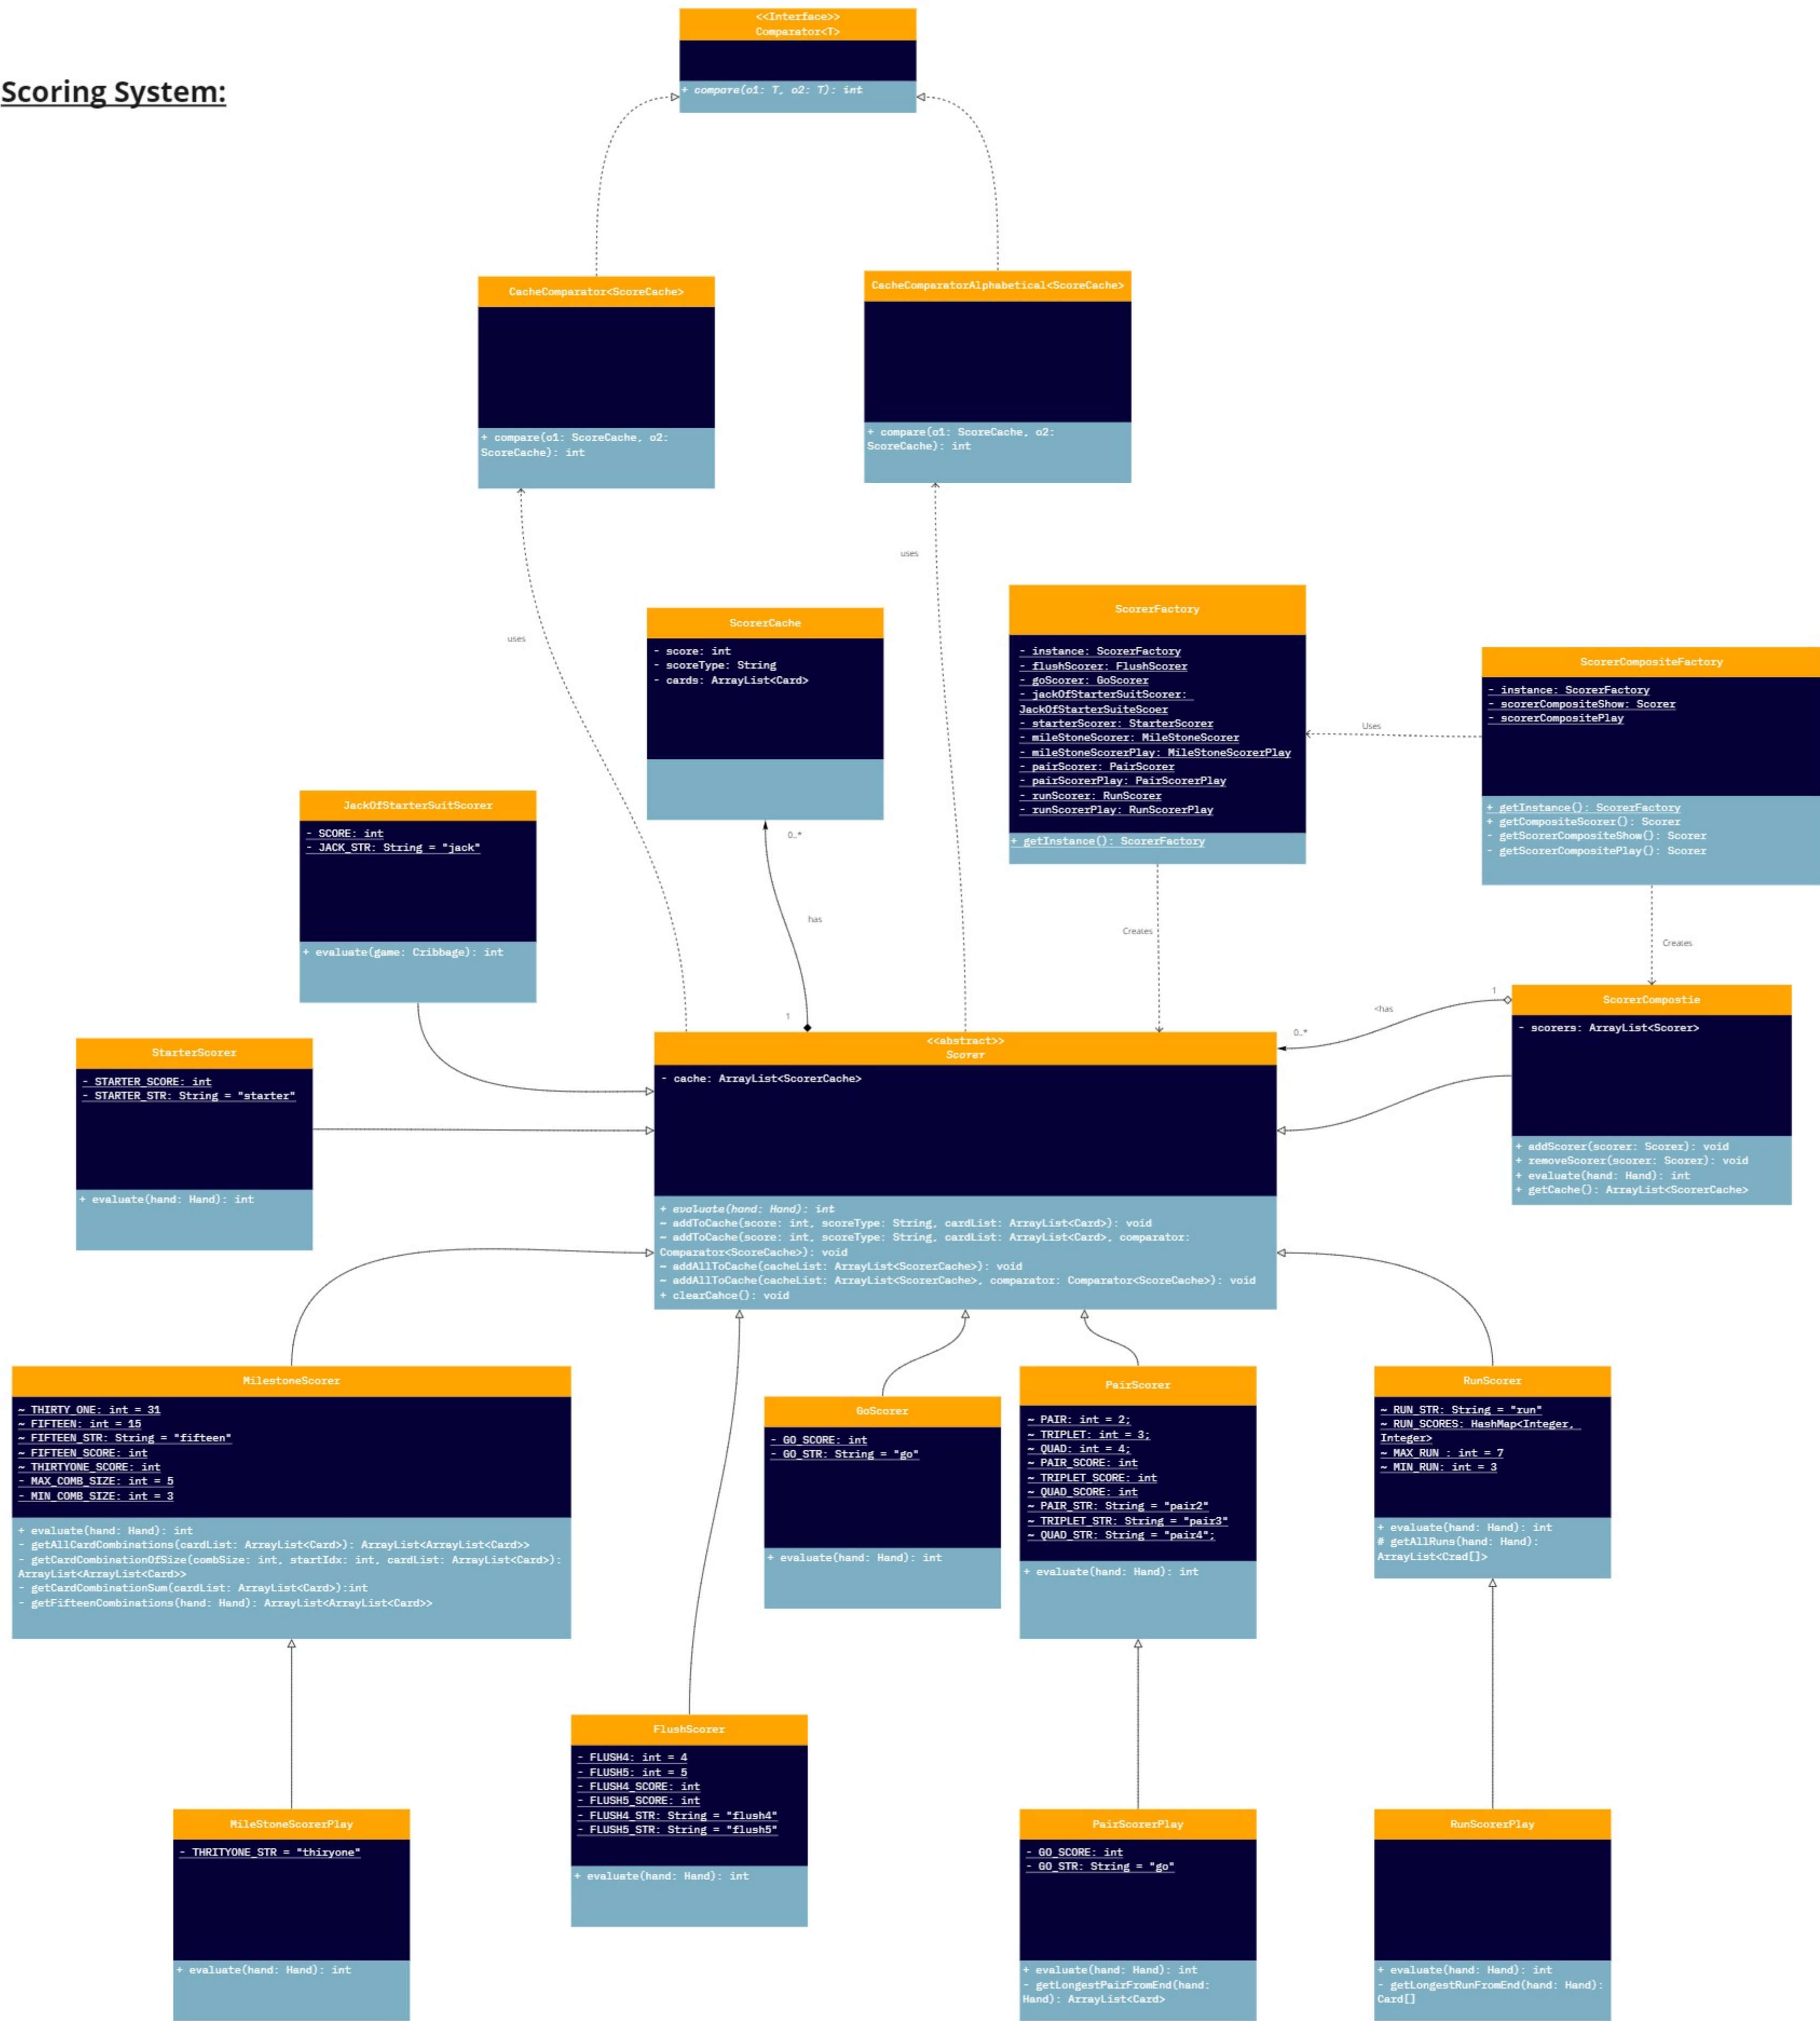 Scoring System:
<<Interface>>
Comparator<T>
+ compare(o1: T, o2: T): int
CacheComparator<ScoreCache>
+ compare(o1: ScoreCache, o2:
ScoreCache): int
CacheComparatorAlphabetical<ScoreCache>
+ compare(o1: ScoreCache, o2:
ScoreCache): int
uses
uses
ScorerCache
- score: int
- scoreType: String
- cards: ArrayList<Card>
0..*
has
1
ScorerFactory
- instance: ScorerFactory
- flushScorer: FlushScorer
- goScorer: GoScorer
- jackOfStarterSuitScorer:
JackOfStarterSuiteScoer
- starterScorer: StarterScorer
- mileStoneScorer: MileStoneScorer
- mileStoneScorerPlay: MileStoneScorerPlay
- pairScorer: PairScorer
- pairScorerPlay: PairScorerPlay
- runScorer: RunScorer
- runScorerPlay: RunScorerPlay
+ getInstance(): ScorerFactory
Uses
ScorerCompositeFactory
- instance: ScorerFactory
- scorerCompositeShow: Scorer
- scorerCompositePlay
+ getInstance(): ScorerFactory
+ getCompositeScorer(): Scorer
- getScorerCompositeShow(): Scorer
- getScorerCompositePlay(): Scorer
Creates
Creates
JackOfStarterSuitScorer
- SCORE: int
- JACK_STR: String = "jack"
+ evaluate(game: Cribbage): int
StarterScorer
- STARTER_SCORE: int
- STARTER_STR: String = "starter"
+ evaluate(hand: Hand): int
<<abstract>>
Scorer
- cache: ArrayList<ScorerCache>
+ evaluate(hand: Hand): int
~ addToCache(score: int, scoreType: String, cardList: ArrayList<Card>): void
~ addToCache(score: int, scoreType: String, cardList: ArrayList<Card>, comparator:
Comparator<ScoreCache>): void
~ addAllToCache(cacheList: ArrayList<ScorerCache>): void
~ addAllToCache(cacheList: ArrayList<ScorerCache>, comparator: Comparator<ScoreCache>): void
+ clearCahce(): void
1
<has
0..*
ScorerCompostie
- scorers: ArrayList<Scorer>
+ addScorer(scorer: Scorer): void
+ removeScorer(scorer: Scorer): void
+ evaluate(hand: Hand): int
+ getCache(): ArrayList<ScorerCache>
MilestoneScorer
~ THIRTY_ONE: int = 31
~ FIFTEEN: int = 15
~ FIFTEEN_STR: String = "fifteen"
~ FIFTEEN_SCORE: int
~ THIRTYONE_SCORE: int
- MAX_COMB_SIZE: int = 5
- MIN_COMB_SIZE: int = 3
+ evaluate(hand: Hand): int
- getAllCardCombinations(cardList: ArrayList<Card>): ArrayList<ArrayList<Card>>
- getCardCombinationOfSize(combSize: int, startIdx: int, cardList: ArrayList<Card>):
ArrayList<ArrayList<Card>>
- getCardCombinationSum(cardList: ArrayList<Card>):int
- getFifteenCombinations(hand: Hand): ArrayList<ArrayList<Card>>
GoScorer
- GO_SCORE: int
- GO_STR: String = "go"
+ evaluate(hand: Hand): int
PairScorer
~ PAIR: int = 2;
~ TRIPLET: int = 3;
~ QUAD: int = 4;
~ PAIR_SCORE: int
~ TRIPLET_SCORE: int
~ QUAD_SCORE: int
~ PAIR_STR: String = "pair2"
~ TRIPLET_STR: String = "pair3"
~ QUAD_STR: String = "pair4";
+ evaluate(hand: Hand): int
RunScorer
~ RUN_STR: String = "run"
~ RUN_SCORES: HashMap<Integer,
Integer>
~ MAX_RUN : int = 7
~ MIN_RUN: int = 3
+ evaluate(hand: Hand): int
# getAllRuns(hand: Hand):
ArrayList<Crad[]>
FlushScorer
- FLUSH4: int = 4
- FLUSH5: int = 5
- FLUSH4_SCORE: int
- FLUSH5_SCORE: int
- FLUSH4_STR: String = "flush4"
- FLUSH5_STR: String = "flush5"
+ evaluate(hand: Hand): int
MileStoneScorerPlay
- THRITYONE_STR = "thiryone"
+ evaluate(hand: Hand): int
PairScorerPlay
- GO_SCORE: int
- GO_STR: String = "go"
+ evaluate(hand: Hand): int
- getLongestPairFromEnd(hand:
Hand): ArrayList<Card>
RunScorerPlay
+ evaluate(hand: Hand): int
- getLongestRunFromEnd(hand: Hand):
Card[]